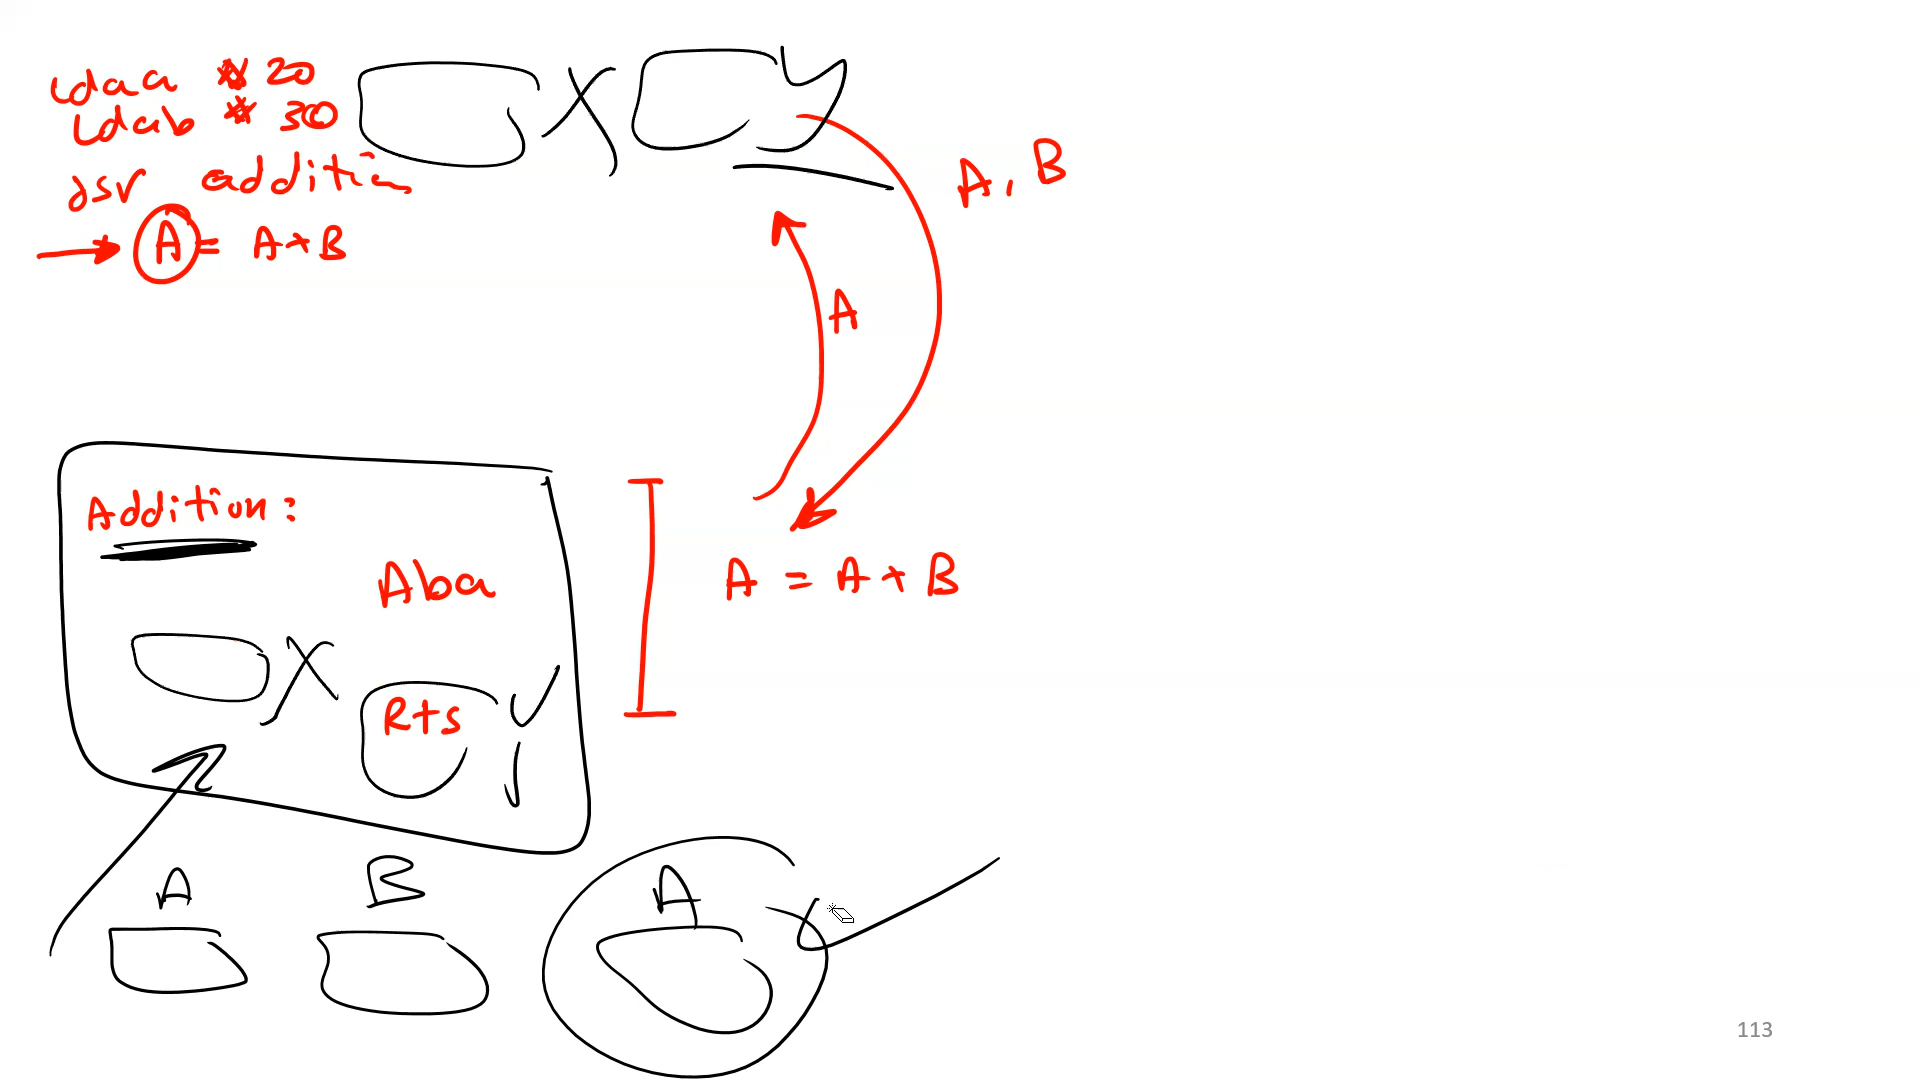 ldaa # 20
ldab # 30
Jsr addition
A = A + B
X
Y
A, B
A
Addition:
Aba
X
Rts
Y
A = A + B
A
B
A
113